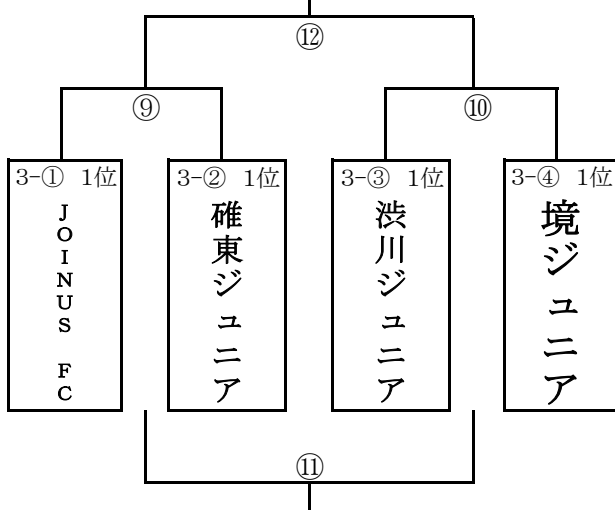 ⑫
⑨
⑩
3-① 1位
JOINUS FC
3-② 1位
碓東ジュニア
3-③ 1位
渋川ジュニア
3-④ 1位
境ジュニア
⑪